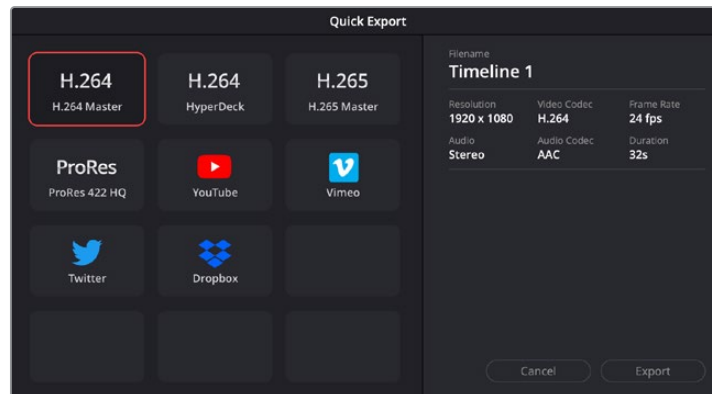 Quick Export
H.264
H.264 Master
H.264
HyperDeck
H.265
H.265 Master
ProRes
ProRes 422 HQ
YouTube
Vimeo
Twitter
Dropbox
Filename
Timeline 1
Resolution Video Codec Frame Rate
1920 x 1080 H.264 24 fps
Audio Audio Codec Duration
Stereo AAC 32s
Cancel Export